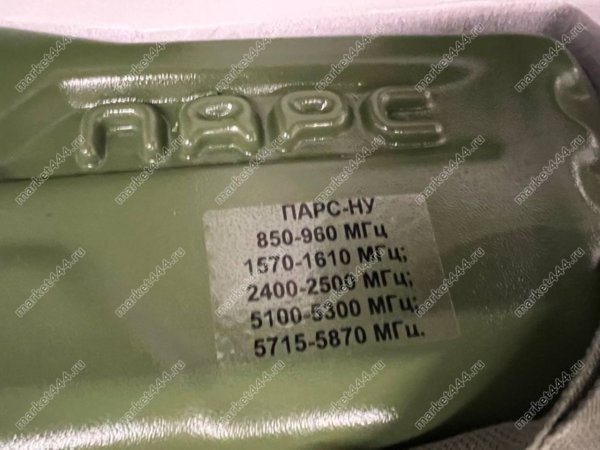 ПАРС
ПАРС-НУ
850-960 МГц
1570-1610 МГц;
2400-2500 МГц;
5100-5300 МГц;
5715-5870 МГц.
market444.ru